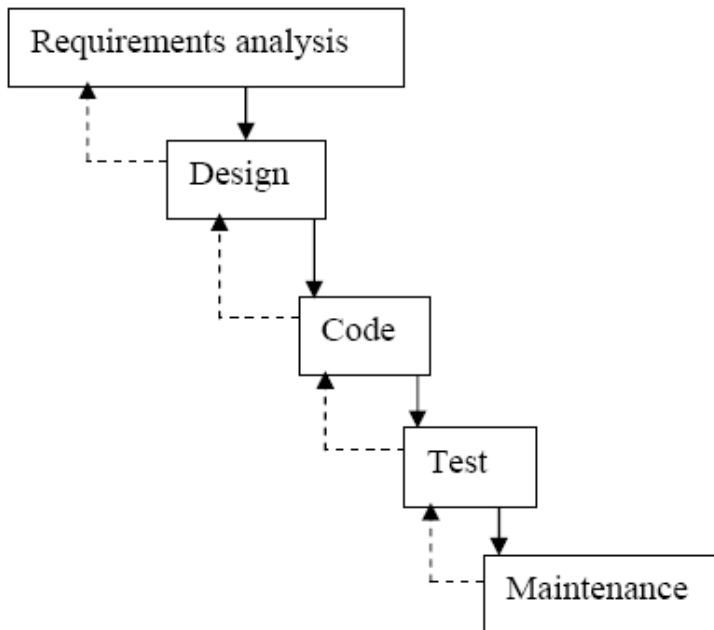 Requirements analysis
Design
Code
Test
Maintenance